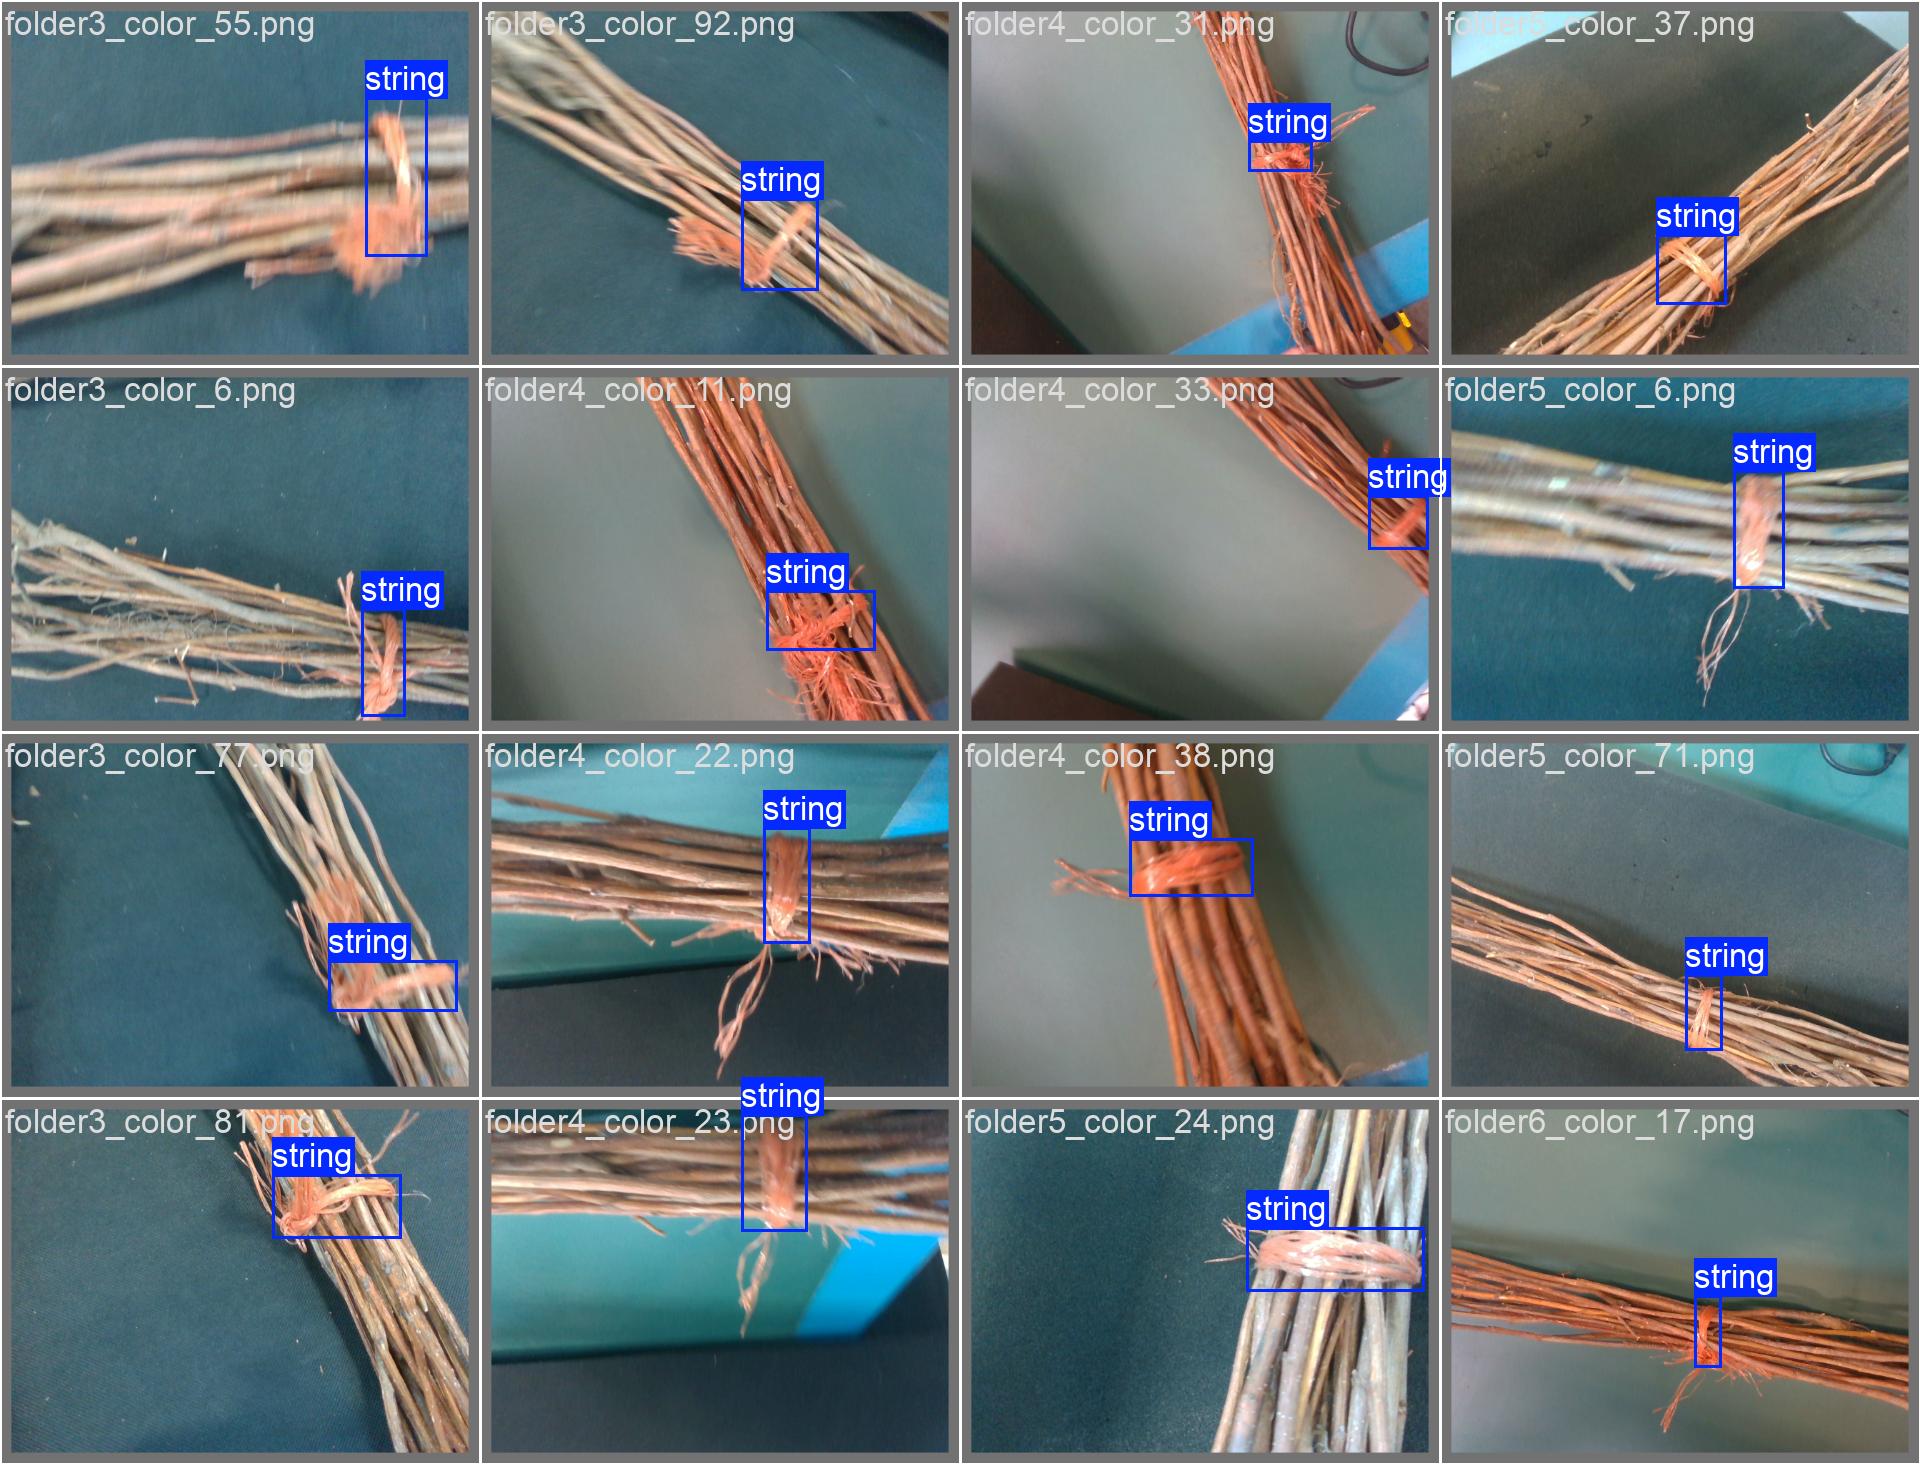 folder3_color_55.png
string
folder3_color_92.png
string
folder4_color_31.png
string
folder5_color_37.png
string
folder3_color_6.png
string
folder4_color_11.png
string
folder4_color_33.png
string
folder5_color_6.png
string
folder3_color_77.png
string
folder4_color_22.png
string
folder4_color_38.png
string
folder5_color_71.png
string
folder3_color_81.png
string
folder4_color_23.png
string
folder5_color_24.png
string
folder6_color_17.png
string